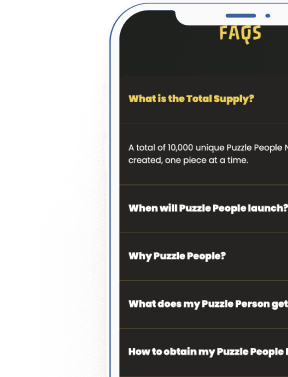 FAQS
What is the Total Supply?
A total of 10,000 unique Puzzle People
created, one piece at a time.
When will Puzzle People launch?
Why Puzzle People?
What does my Puzzle Person get
How to obtain my Puzzle People